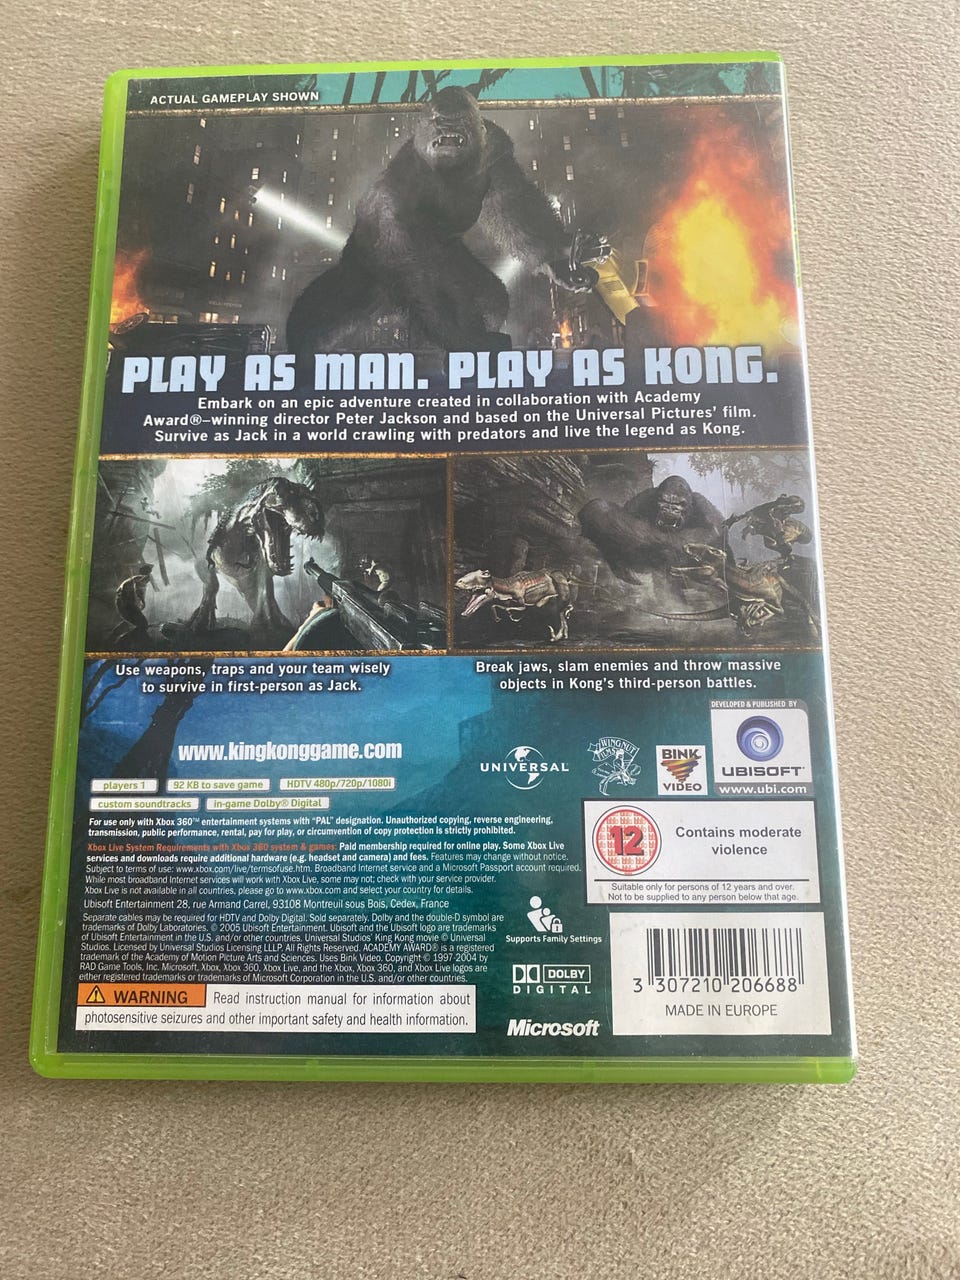 ACTUAL GAMEPLAY SHOWN
PLAY AS MAN. PLAY AS KONG.
Embark on an epic adventure created in collaboration with Academy
Award®–winning director Peter Jackson and based on the Universal Pictures' film.
Survive as Jack in a world crawling with predators and live the legend as Kong.
Use weapons, traps and your team wisely
to survive in first-person as Jack.
Break jaws, slam enemies and throw massive
objects in Kong's third-person battles.
www.kingkonggame.com
UNIVERSAL
WINGNUT
FILMS
BINK
VIDEO
DEVELOPED & PUBLISHED BY
UBISOFT
www.ubi.com
players 1
92 KB to save game
HDTV 480p/720p/1080i
custom soundtracks
in-game Dolby® Digital
For use only with Xbox 360™ entertainment systems with "PAL" designation. Unauthorized copying, reverse engineering,
transmission, public performance, rental, pay for play, or circumvention of copy protection is strictly prohibited.
Xbox Live System Requirements with Xbox 360 system & games: Paid membership required for online play. Some Xbox Live
services and downloads require additional hardware (e.g. headset and camera) and fees. Features may change without notice.
Subject to terms of use: www.xbox.com/live/termsofuse.htm. Broadband Internet service and a Microsoft Passport account required.
While most broadband Internet services will work with Xbox Live, some may not; check with your service provider.
Xbox Live is not available in all countries, please go to www.xbox.com and select your country for details.
Ubisoft Entertainment 28, rue Armand Carrel, 93108 Montreuil sous Bois, Cedex, France
Separate cables may be required for HDTV and Dolby Digital. Sold separately. Dolby and the double-D symbol are
trademarks of Dolby Laboratories. © 2005 Ubisoft Entertainment. Ubisoft and the Ubisoft logo are trademarks
of Ubisoft Entertainment in the U.S. and/or other countries. Universal Studios' King Kong movie © Universal
Studios. Licensed by Universal Studios Licensing LLLP. All Rights Reserved. ACADEMY AWARD® is a registered
trademark of the Academy of Motion Picture Arts and Sciences. Uses Bink Video. Copyright © 1997-2004 by
RAD Game Tools, Inc. Microsoft, Xbox, Xbox 360, Xbox Live, and the Xbox, Xbox 360, and Xbox Live logos are
either registered trademarks or trademarks of Microsoft Corporation in the U.S. and/or other countries.
WARNING Read instruction manual for information about
photosensitive seizures and other important safety and health information.
12
Contains moderate
violence
Suitable only for persons of 12 years and over.
Not to be supplied to any person below that age.
Supports Family Settings
DOLBY
DIGITAL
Microsoft
3 307210 206688
MADE IN EUROPE